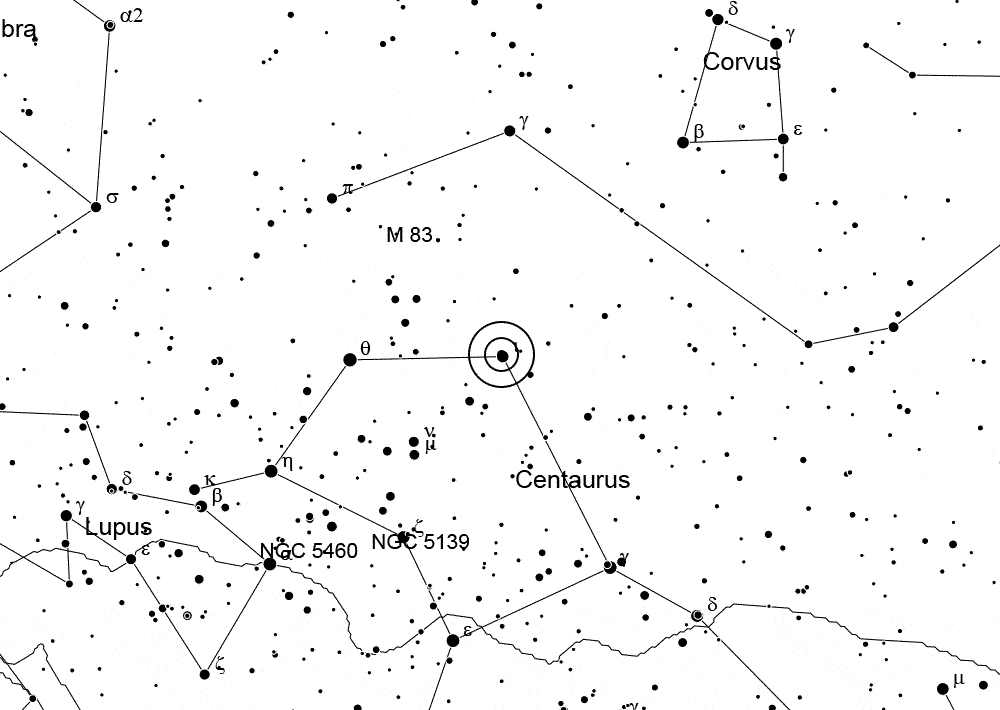 α2
δ
bra
γ
Corvus
γ
β
ε
π
σ
M 83
θ
ι
ν
μ
η
δ
κ
Centaurus
β
γ
Lupus
ζ
NGC 5139
ε
NGC 5460
α
γ
δ
ε
ζ
μ
γ